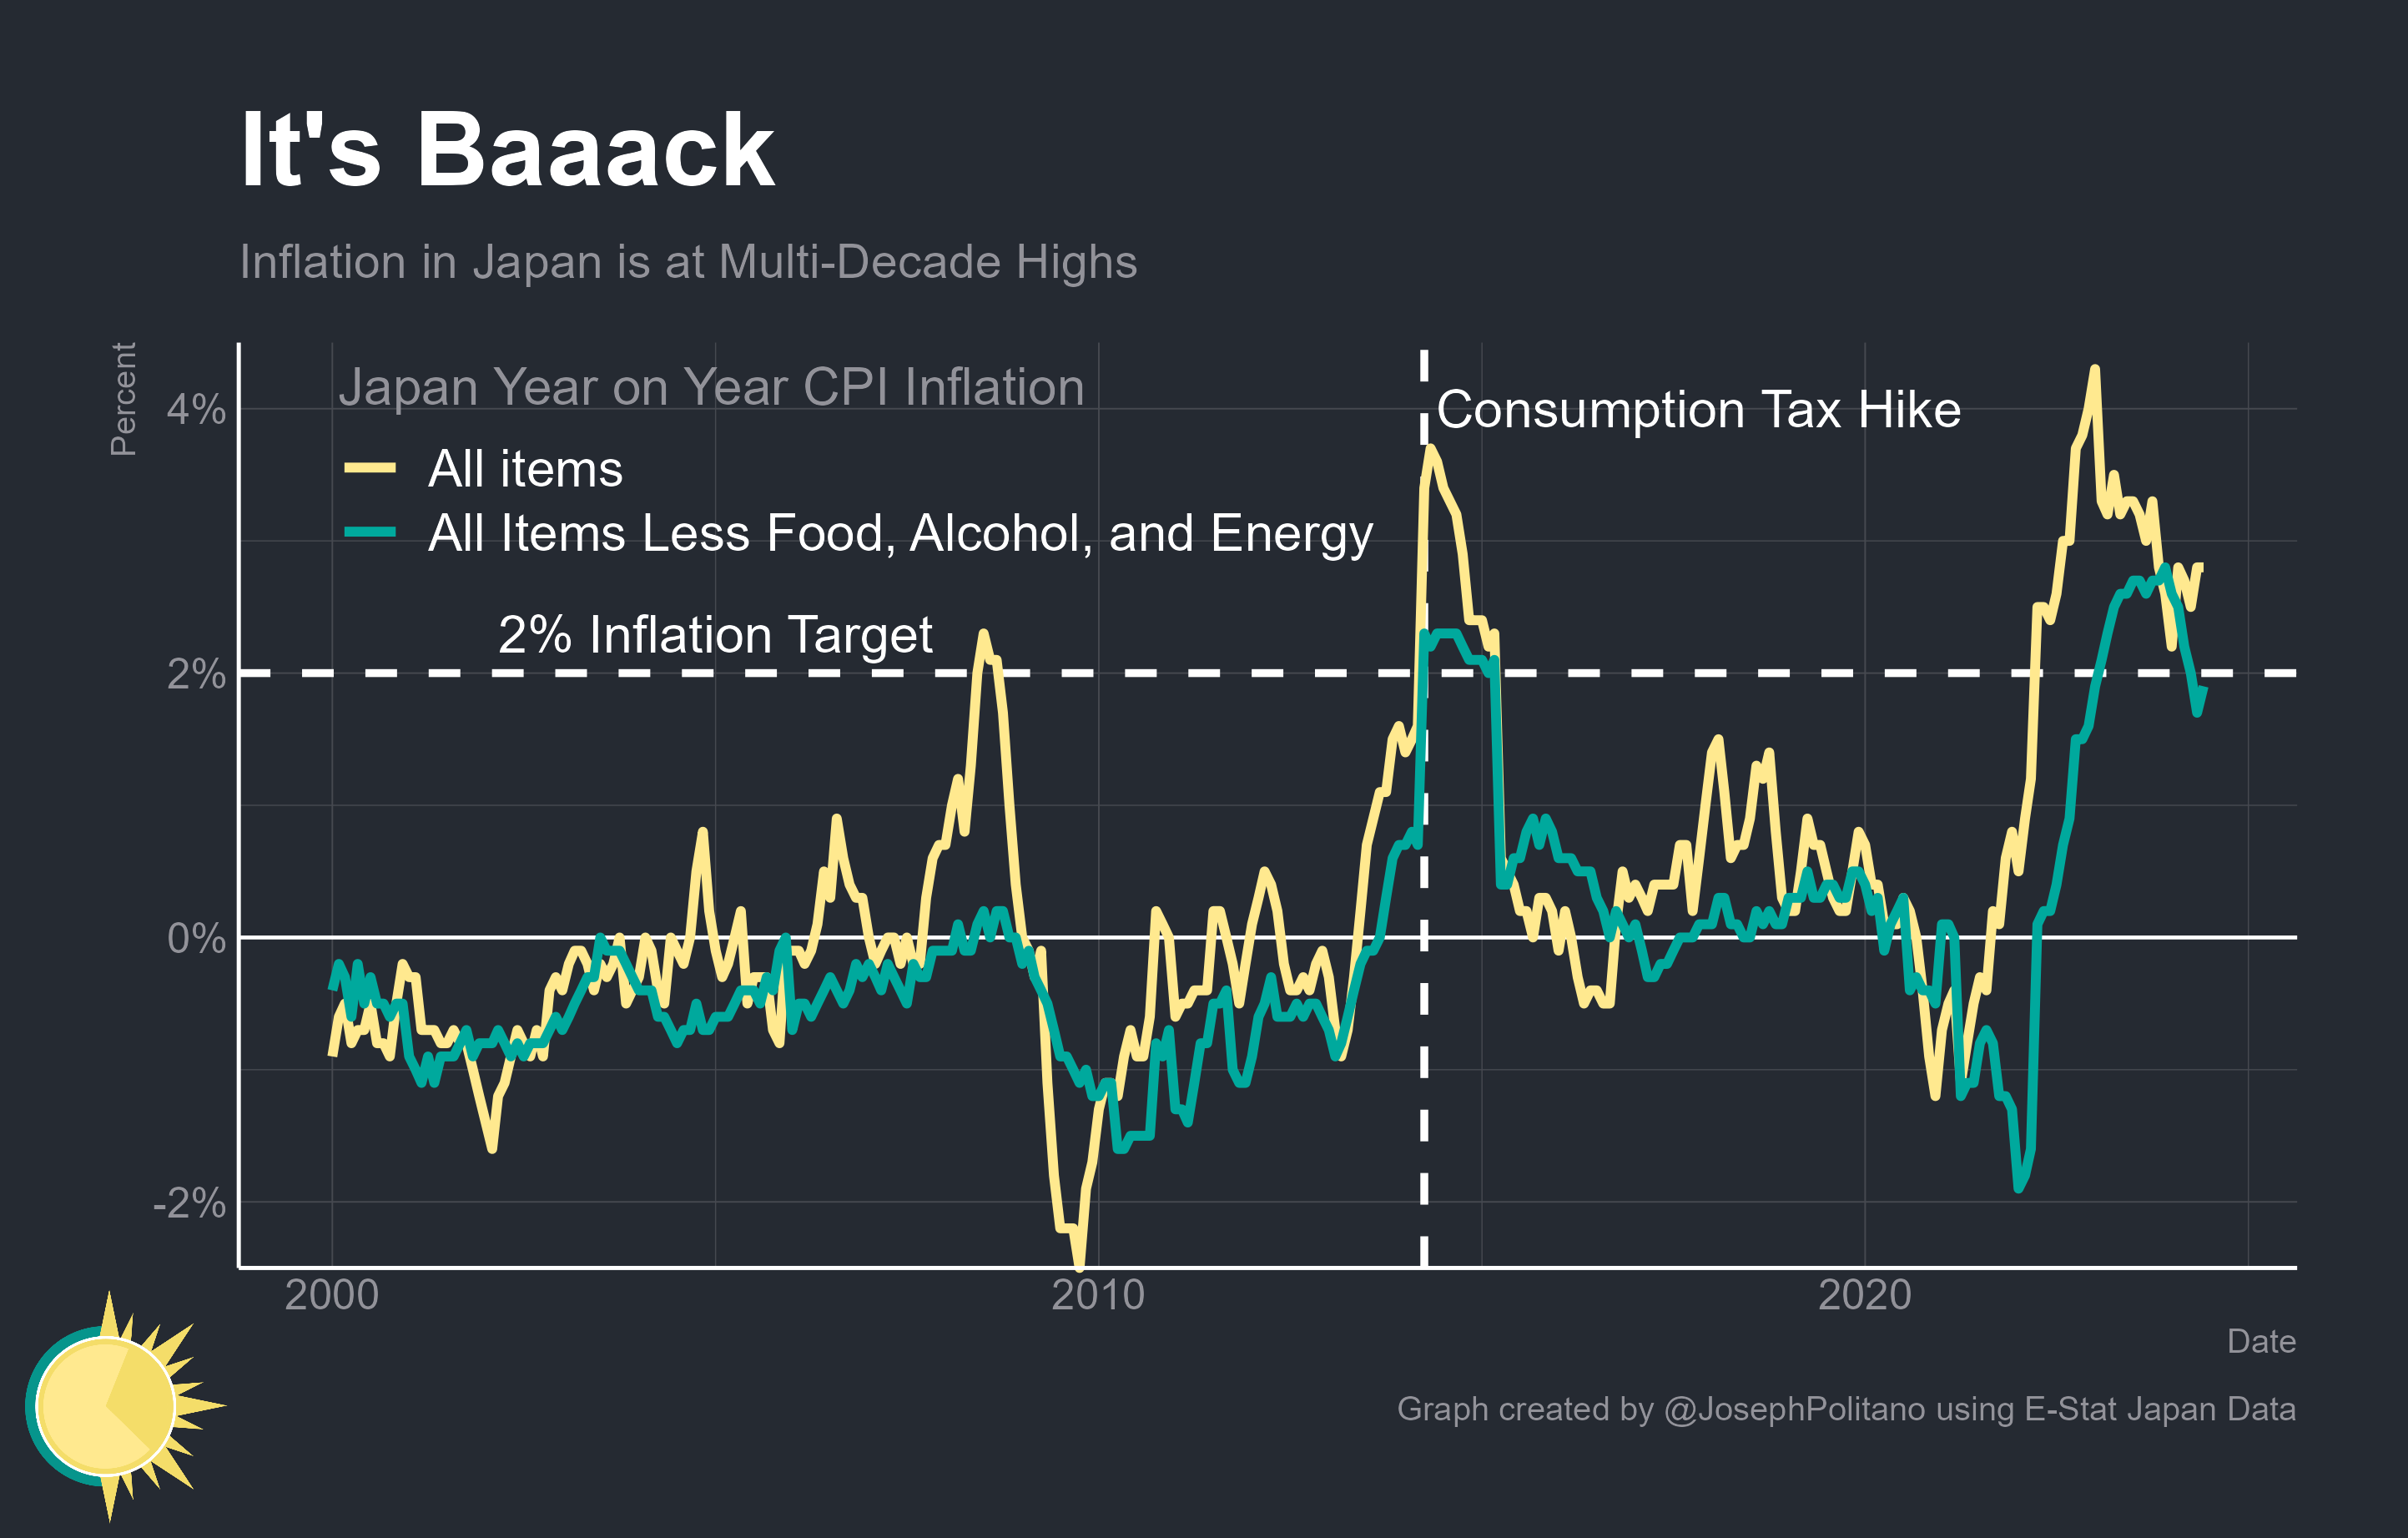 It's Baaack
Inflation in Japan is at Multi-Decade Highs
Percent
Japan Year on Year CPI Inflation
All items
All Items Less Food, Alcohol, and Energy
Consumption Tax Hike
2% Inflation Target
4%
2%
0%
-2%
2000
2010
2020
Date
Graph created by @JosephPolitano using E-Stat Japan Data